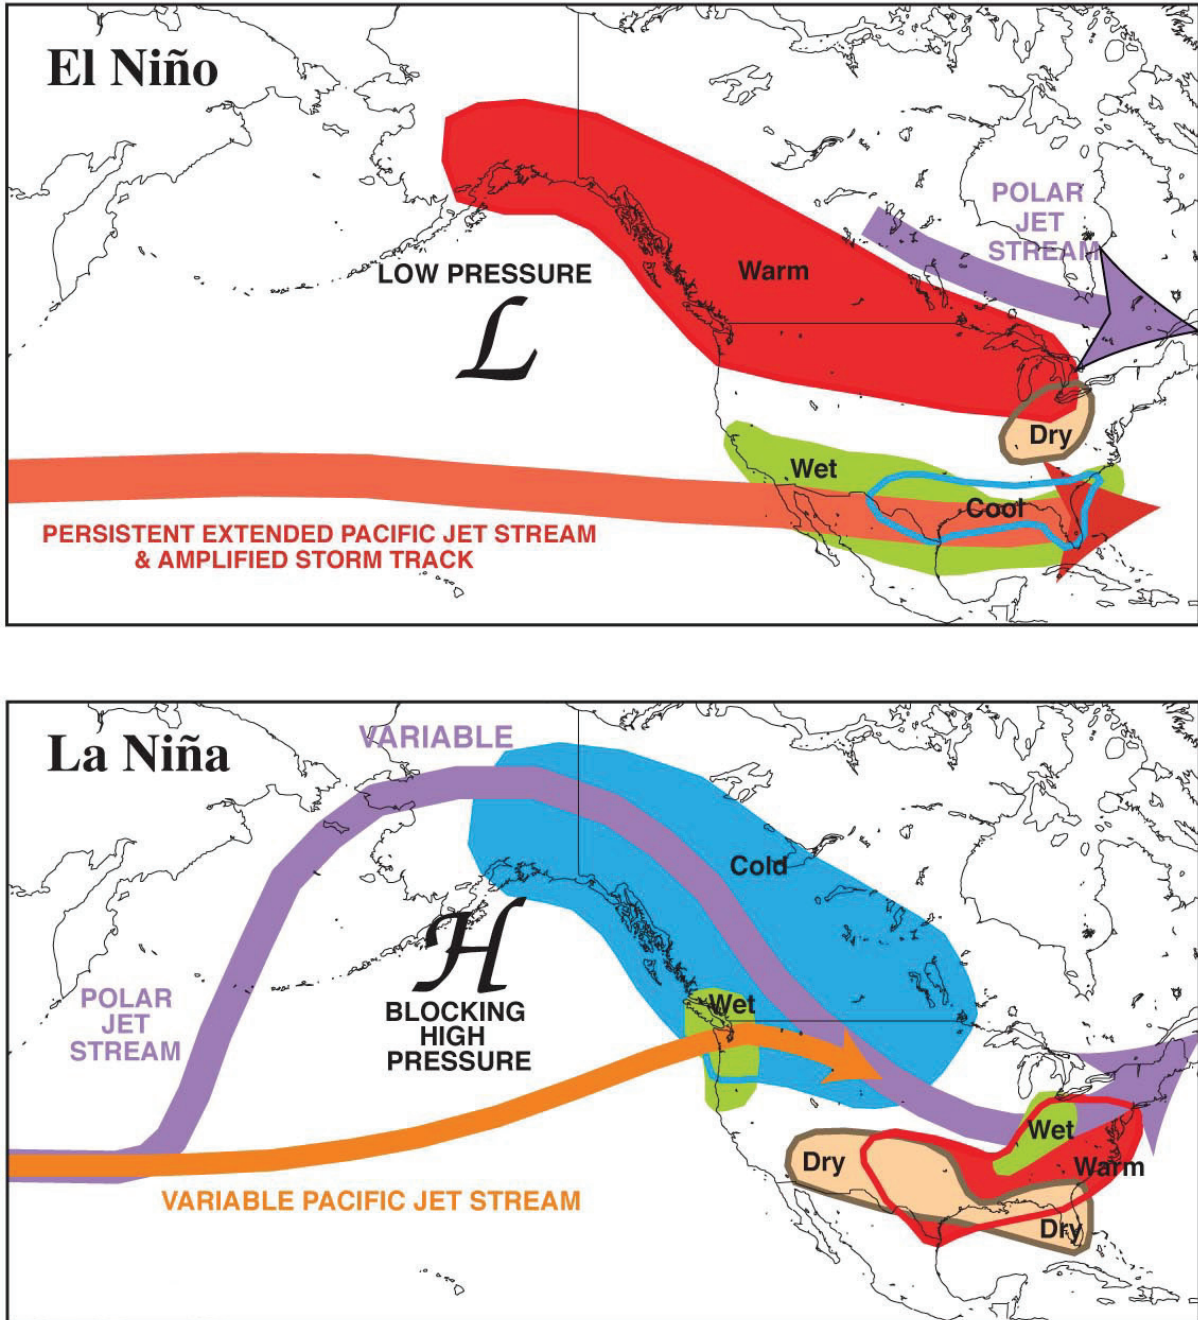 El Niño
POLAR
JET
STREAM
LOW PRESSURE
L
Warm
Dry
Wet
Cool
PERSISTENT EXTENDED PACIFIC JET STREAM
& AMPLIFIED STORM TRACK
La Niña
VARIABLE
Cold
H
BLOCKING
HIGH
PRESSURE
POLAR
JET
STREAM
Wet
Wet
Dry
Warm
Dry
VARIABLE PACIFIC JET STREAM